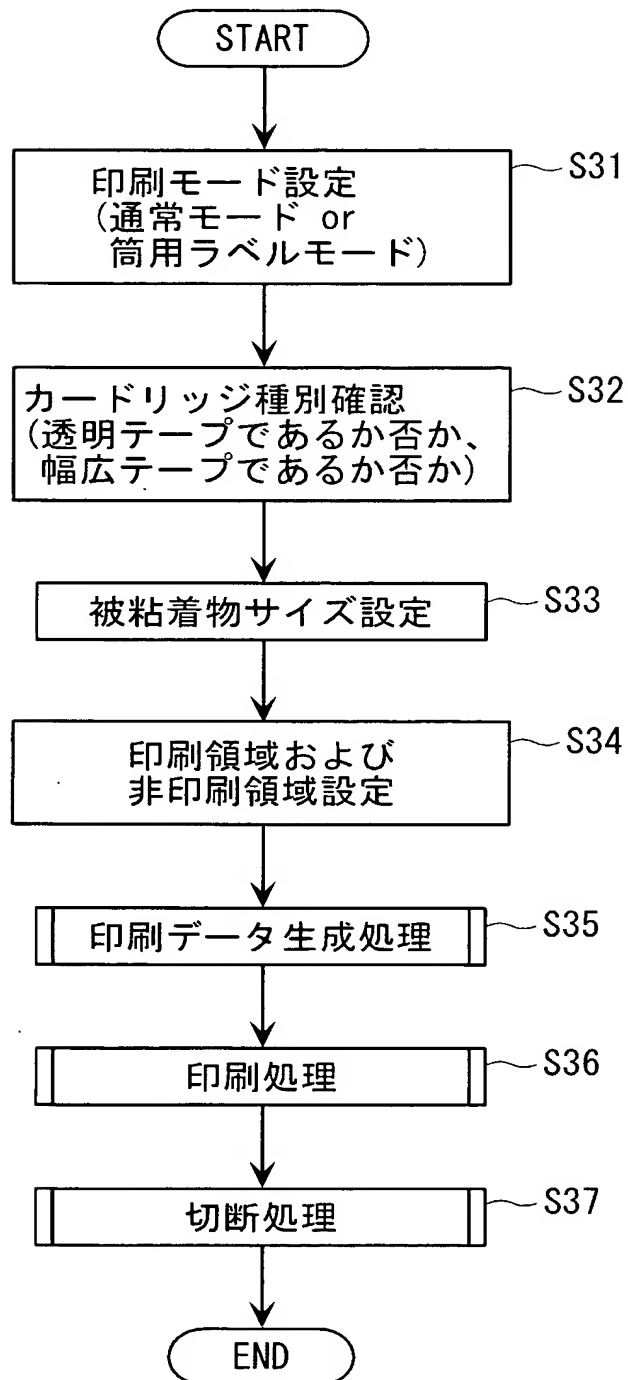 START
印刷モード設定
(通常モード or
筒用ラベルモード)
S31
カードリッジ種別確認
(透明テープであるか否か、
幅広テープであるか否か)
S32
被粘着物サイズ設定
S33
印刷領域および
非印刷領域設定
S34
印刷データ生成処理
S35
印刷処理
S36
切断処理
S37
END